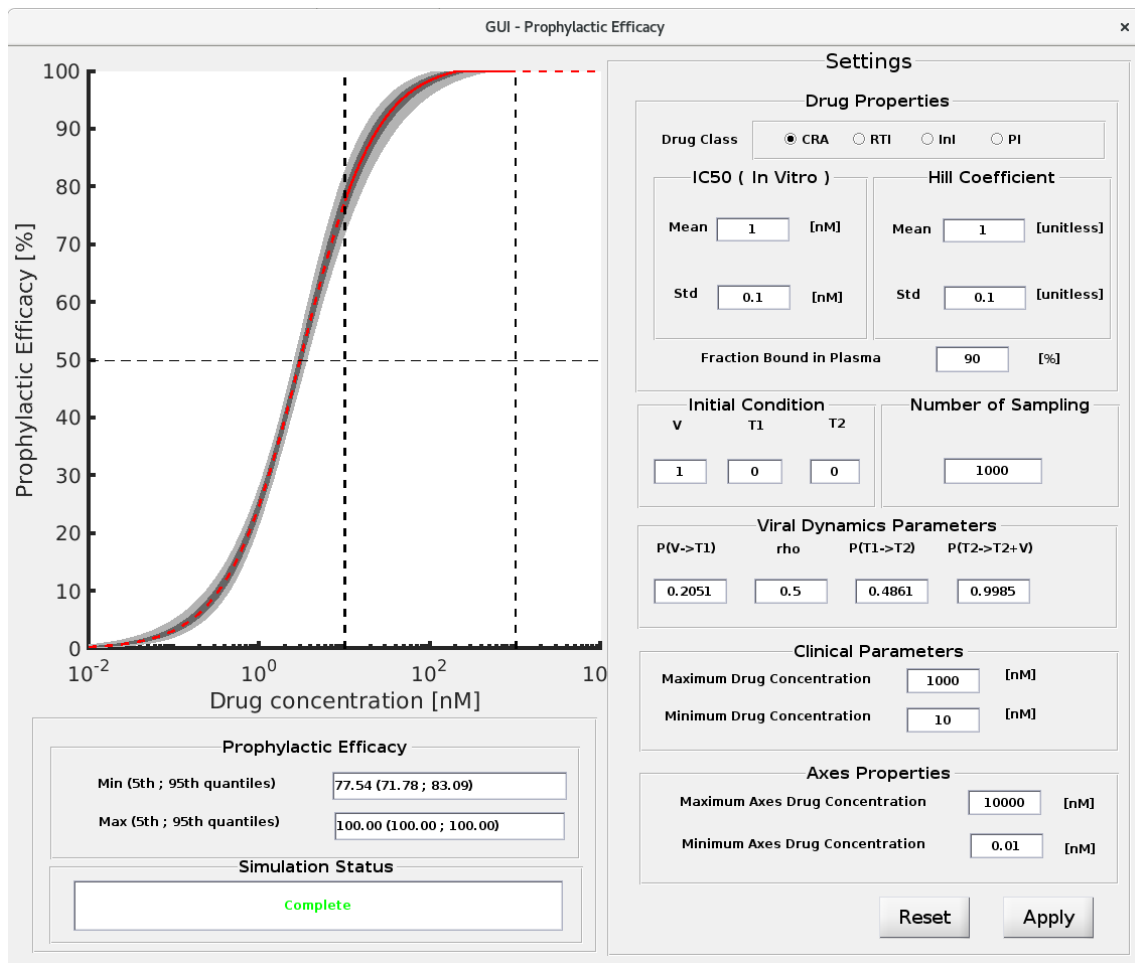 GUI - Prophylactic Efficacy
×
100
90
80
70
60
50
40
30
20
10
0
Prophylactic Efficacy [%]
10-2 100 102 10
Drug concentration [nM]
Prophylactic Efficacy
Min (5th ; 95th quantiles) 77.54 (71.78 ; 83.09)
Max (5th ; 95th quantiles) 100.00 (100.00 ; 100.00)
Simulation Status
Complete
Settings
Drug Properties
Drug Class CRA RTI InI PI
IC50 ( In Vitro )
Mean 1 [nM]
Std 0.1 [nM]
Hill Coefficient
Mean 1 [unitless]
Std 0.1 [unitless]
Fraction Bound in Plasma 90 [%]
Initial Condition
V T1 T2
1 0 0
Number of Sampling
1000
Viral Dynamics Parameters
P(V->T1) rho P(T1->T2) P(T2->T2+V)
0.2051 0.5 0.4861 0.9985
Clinical Parameters
Maximum Drug Concentration 1000 [nM]
Minimum Drug Concentration 10 [nM]
Axes Properties
Maximum Axes Drug Concentration 10000 [nM]
Minimum Axes Drug Concentration 0.01 [nM]
Reset Apply